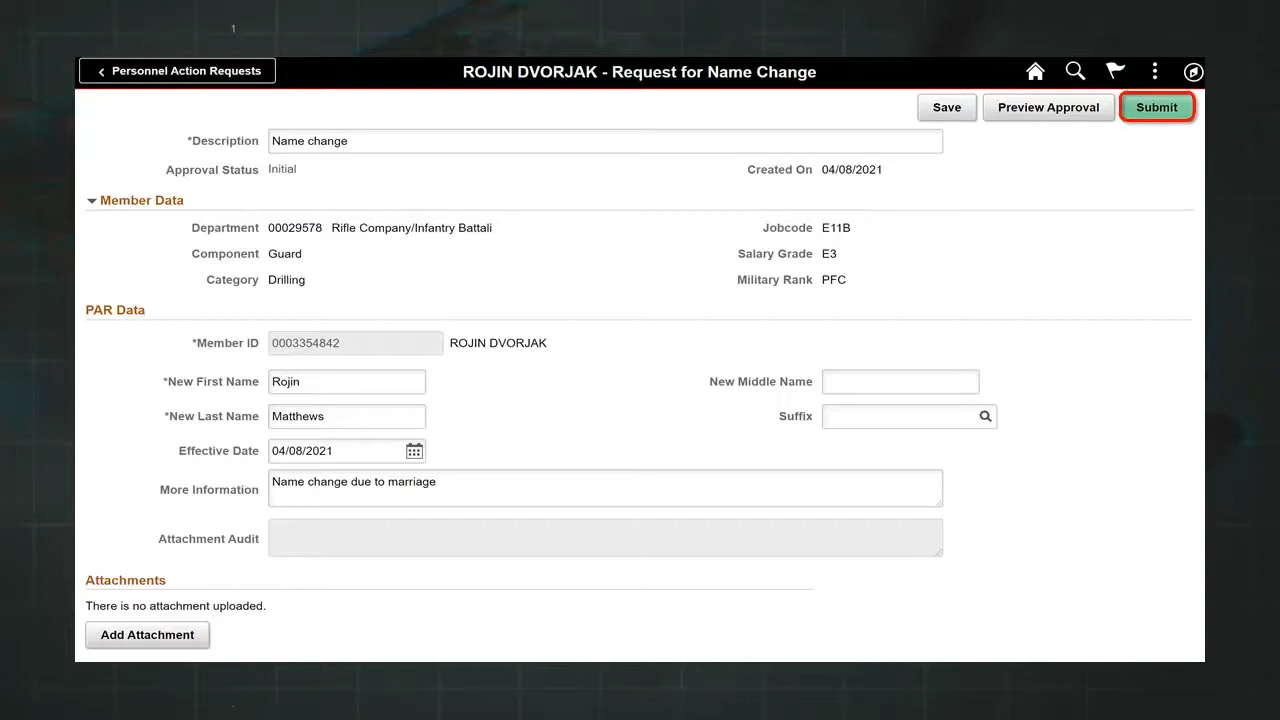 1
Personnel Action Requests
ROJIN DVORJAK - Request for Name Change
Save Preview Approval Submit
*Description Name change
Approval Status Initial Created On 04/08/2021
Member Data
Department 00029578 Rifle Company/Infantry Battali Jobcode E11B
Component Guard Salary Grade E3
Category Drilling Military Rank PFC
PAR Data
*Member ID 0003354842 ROJIN DVORJAK
*New First Name Rojin New Middle Name
*New Last Name Matthews Suffix
Effective Date 04/08/2021
More Information Name change due to marriage
Attachment Audit
Attachments
There is no attachment uploaded.
Add Attachment